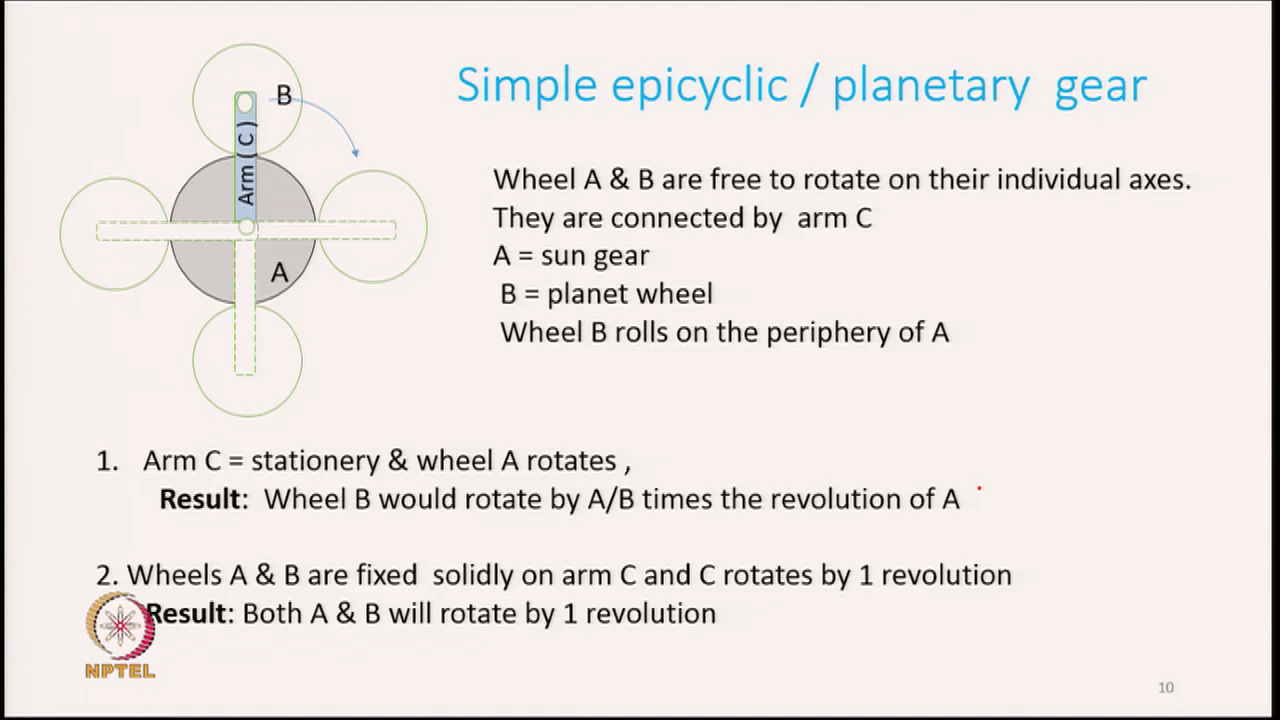 Simple epicyclic / planetary gear
B
Arm ( C )
A
Wheel A & B are free to rotate on their individual axes.
They are connected by arm C
A = sun gear
B = planet wheel
Wheel B rolls on the periphery of A
1. Arm C = stationery & wheel A rotates ,
Result: Wheel B would rotate by A/B times the revolution of A
2. Wheels A & B are fixed solidly on arm C and C rotates by 1 revolution
Result: Both A & B will rotate by 1 revolution
NPTEL
10